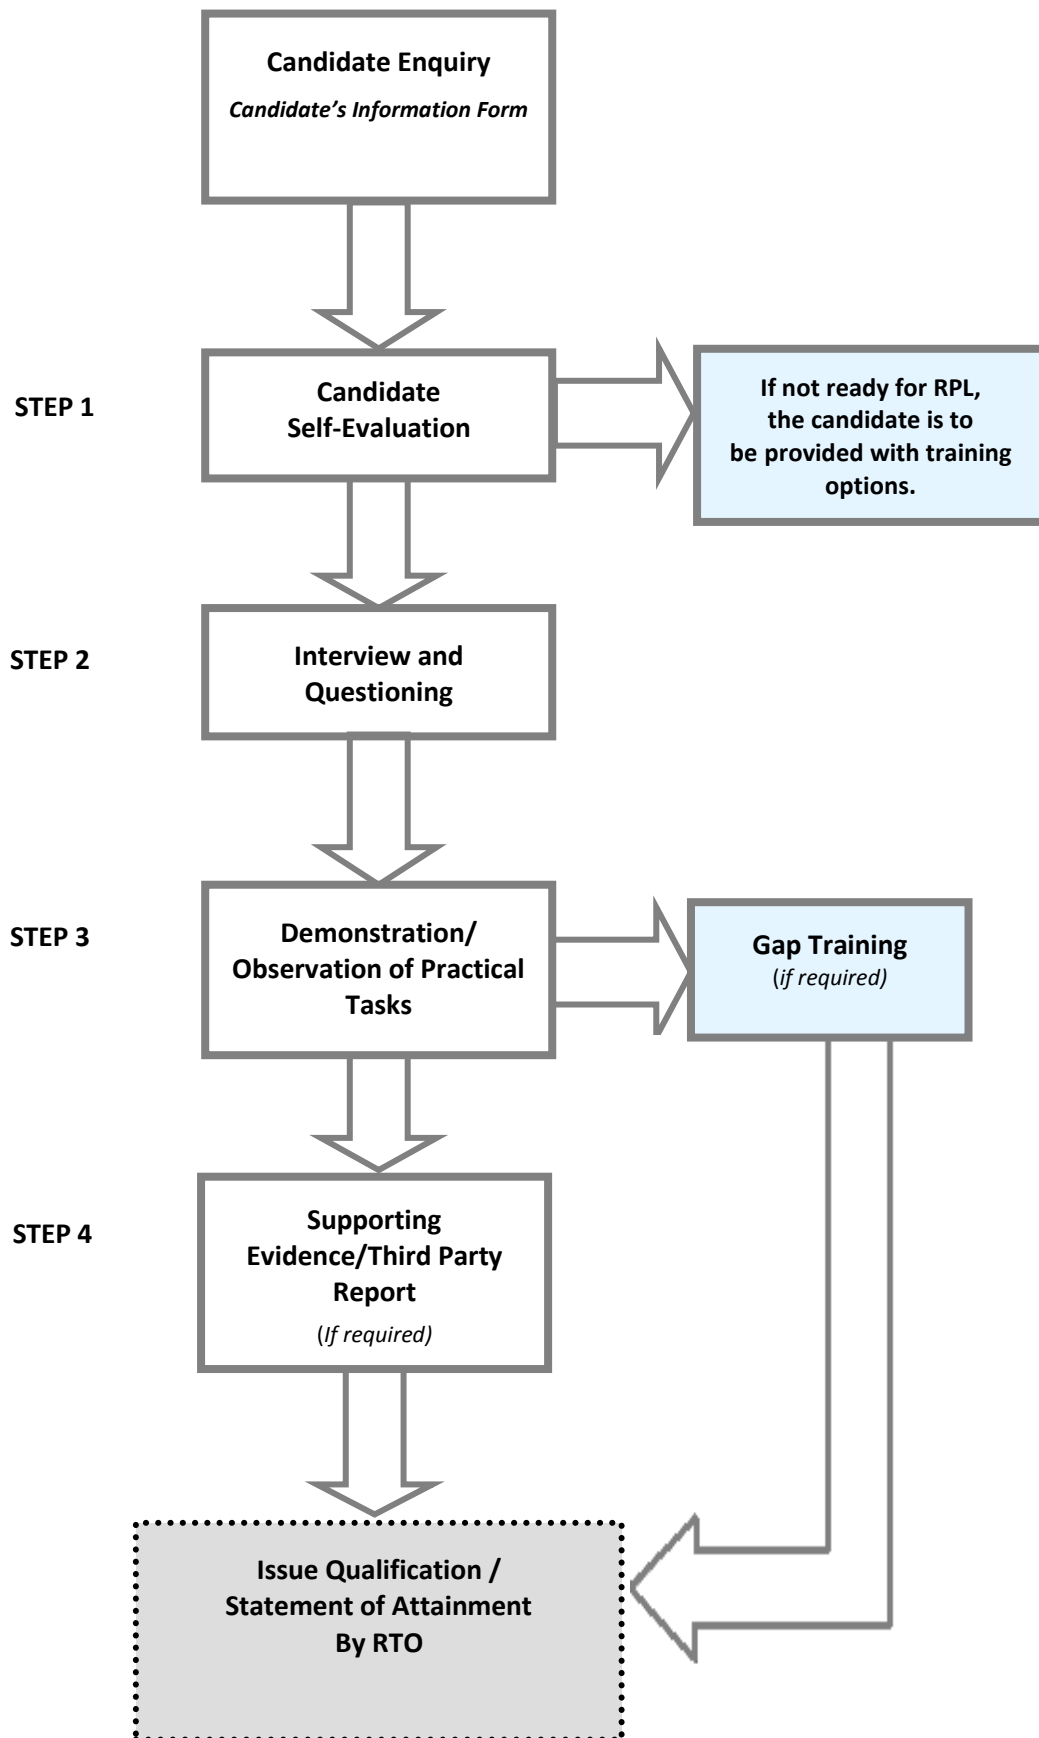 Candidate Enquiry
Candidate’s Information Form
STEP 1
Candidate
Self-Evaluation
If not ready for RPL,
the candidate is to
be provided with training
options.
STEP 2
Interview and
Questioning
STEP 3
Demonstration/
Observation of Practical
Tasks
Gap Training
(if required)
STEP 4
Supporting
Evidence/Third Party
Report
(If required)
Issue Qualification /
Statement of Attainment
By RTO